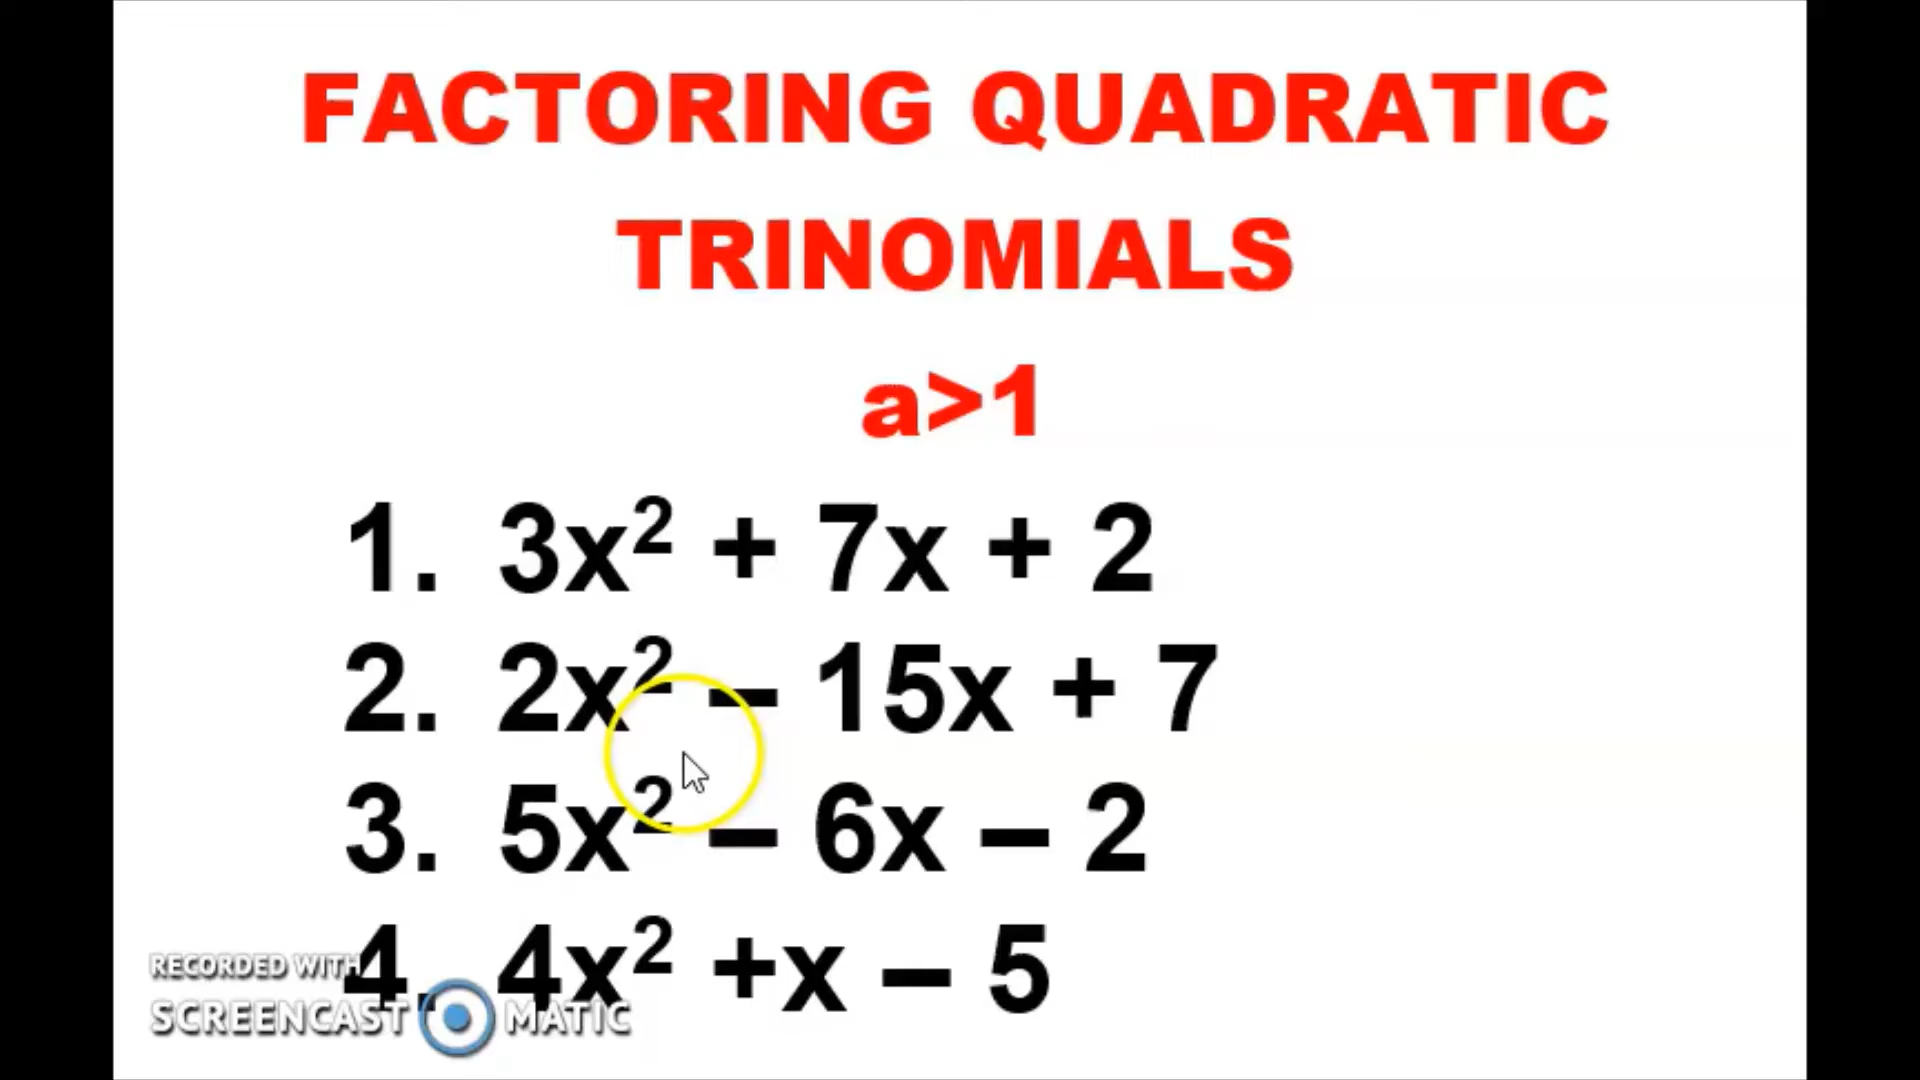 FACTORING QUADRATIC
TRINOMIALS
a>1
1. 3x² + 7x + 2
2. 2x² – 15x + 7
3. 5x² – 6x – 2
4. 4x² +x – 5
RECORDED WITH
SCREENCAST MATIC